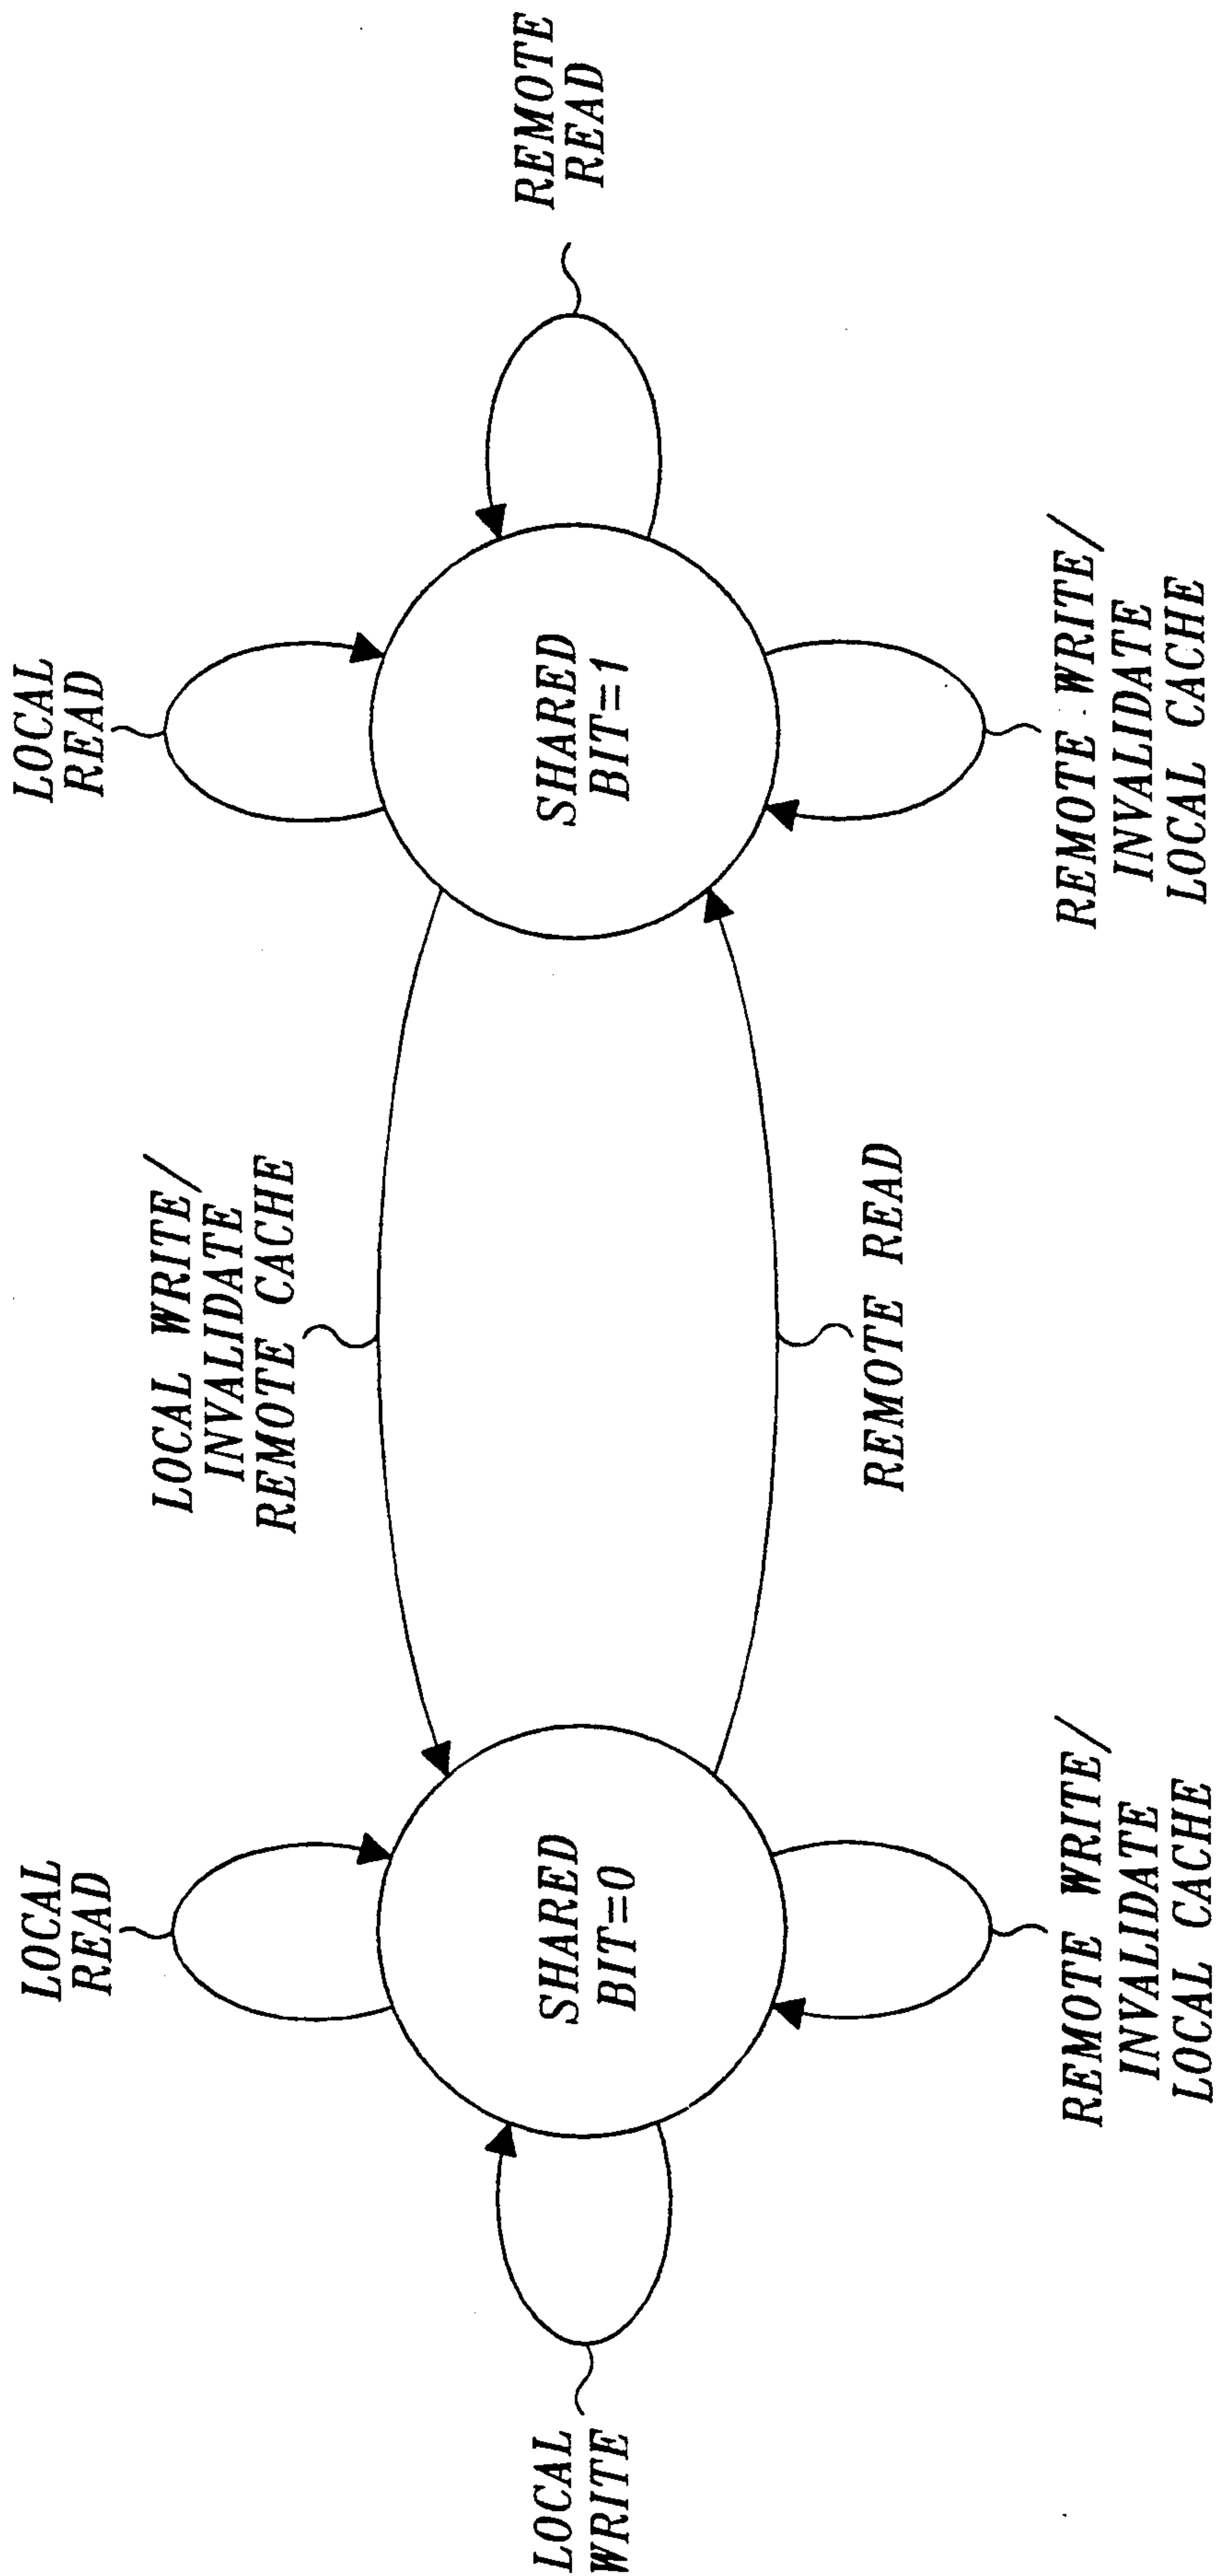 LOCAL
READ
LOCAL WRITE/
INVALIDATE
REMOTE CACHE
LOCAL
READ
LOCAL
WRITE
SHARED
BIT=0
SHARED
BIT=1
REMOTE
READ
REMOTE READ
REMOTE WRITE/
INVALIDATE
LOCAL CACHE
REMOTE WRITE/
INVALIDATE
LOCAL CACHE